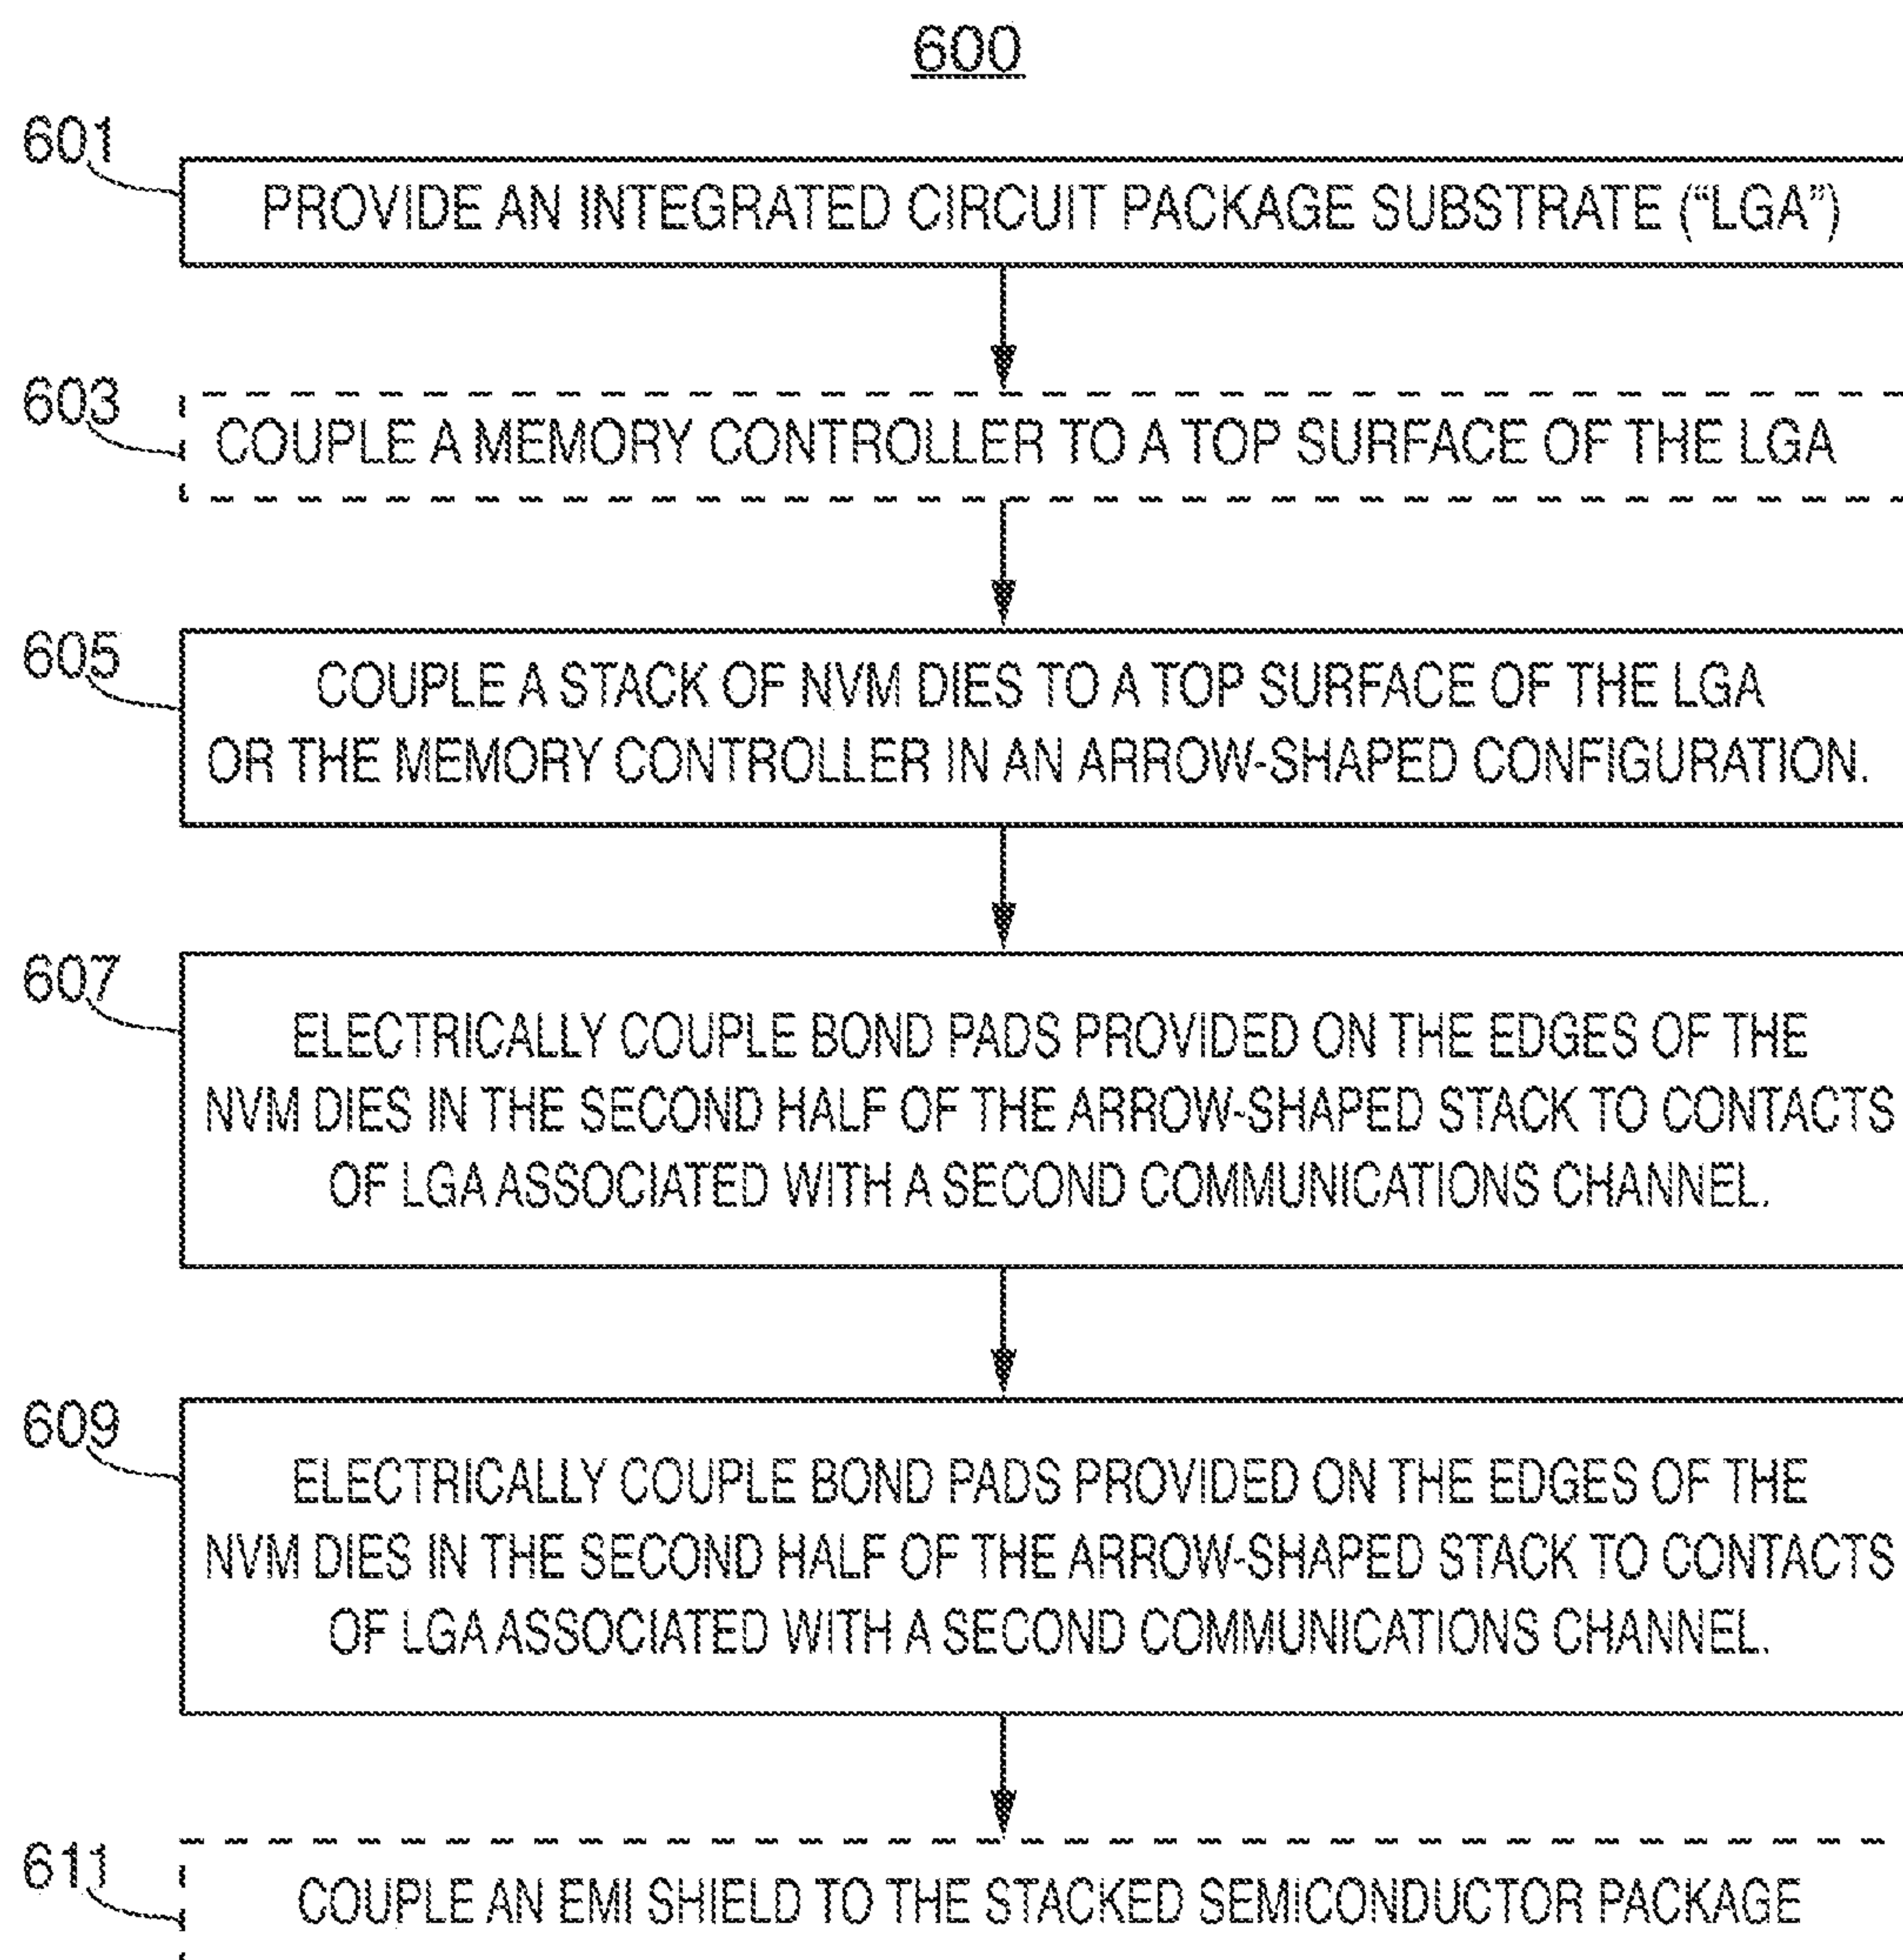 600
601
PROVIDE AN INTEGRATED CIRCUIT PACKAGE SUBSTRATE (“LGA”)
603
COUPLE A MEMORY CONTROLLER TO A TOP SURFACE OF THE LGA
605
COUPLE A STACK OF NVM DIES TO A TOP SURFACE OF THE LGA
OR THE MEMORY CONTROLLER IN AN ARROW-SHAPED CONFIGURATION.
607
ELECTRICALLY COUPLE BOND PADS PROVIDED ON THE EDGES OF THE
NVM DIES IN THE SECOND HALF OF THE ARROW-SHAPED STACK TO CONTACTS
OF LGA ASSOCIATED WITH A SECOND COMMUNICATIONS CHANNEL.
609
ELECTRICALLY COUPLE BOND PADS PROVIDED ON THE EDGES OF THE
NVM DIES IN THE SECOND HALF OF THE ARROW-SHAPED STACK TO CONTACTS
OF LGA ASSOCIATED WITH A SECOND COMMUNICATIONS CHANNEL.
611
COUPLE AN EMI SHIELD TO THE STACKED SEMICONDUCTOR PACKAGE